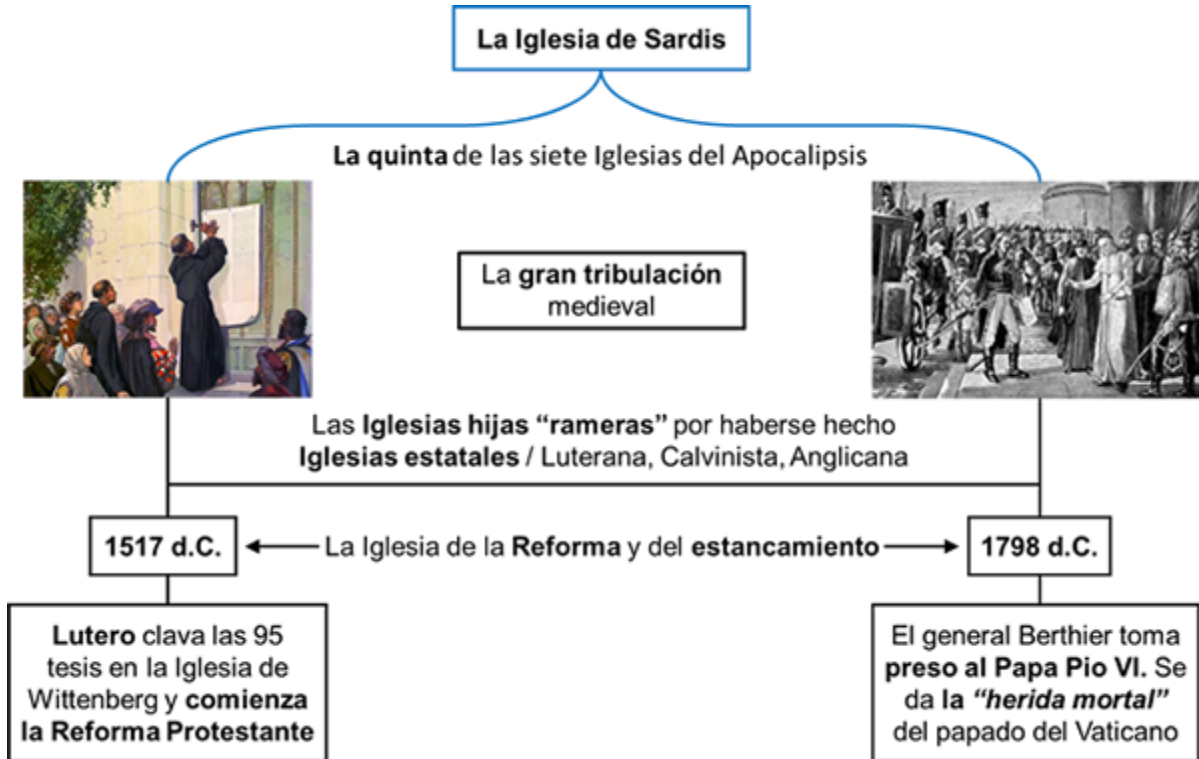 La Iglesia de Sardis
La quinta de las siete Iglesias del Apocalipsis
La gran tribulación
medieval
Las Iglesias hijas “rameras” por haberse hecho
Iglesias estatales / Luterana, Calvinista, Anglicana
1517 d.C.
La Iglesia de la Reforma y del estancamiento
1798 d.C.
Lutero clava las 95
tesis en la Iglesia de
Wittenberg y comienza
la Reforma Protestante
El general Berthier toma
preso al Papa Pio VI. Se
da la “herida mortal”
del papado del Vaticano